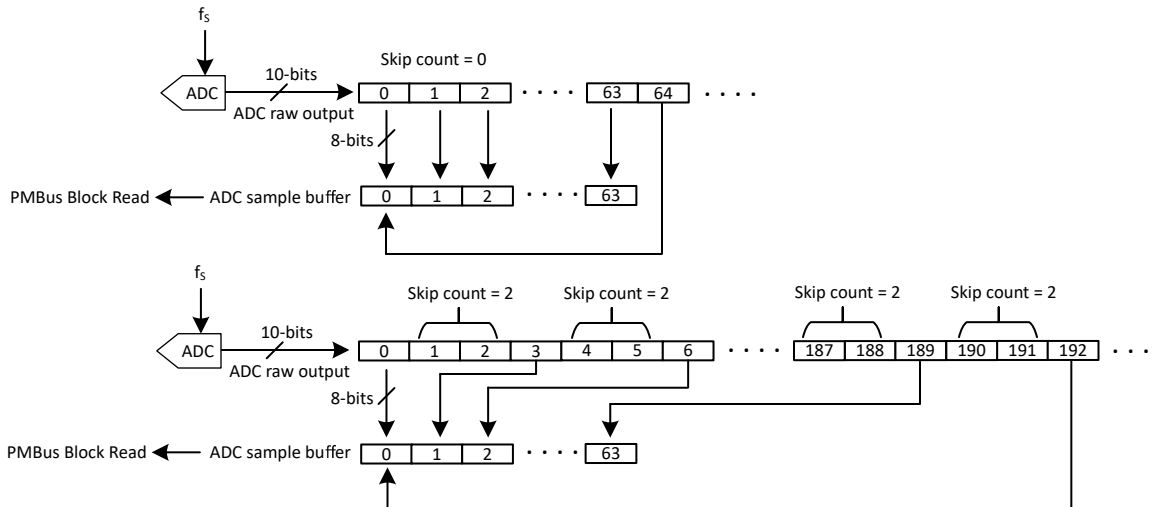 fS
Skip count = 0
10-bits
ADC
0 1 2 · · · · 63 64 · · · ·
ADC raw output
8-bits
PMBus Block Read ADC sample buffer 0 1 2 · · · · 63
fS
Skip count = 2 Skip count = 2 Skip count = 2 Skip count = 2
10-bits
ADC 0 1 2 3 4 5 6 · · · · 187 188 189 190 191 192 · · ·
ADC raw output
8-bits
PMBus Block Read ADC sample buffer 0 1 2 · · · · 63